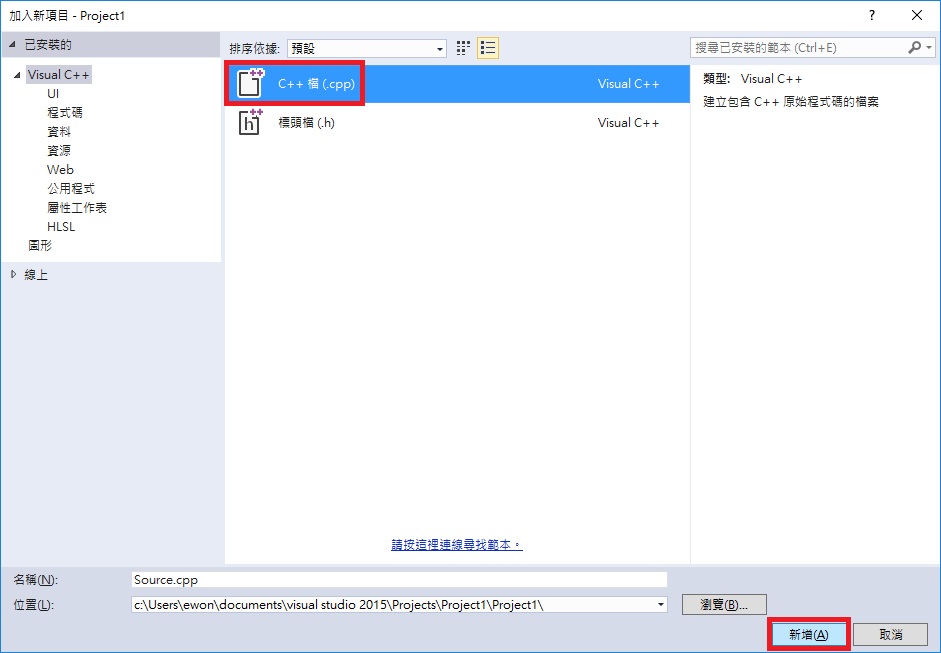 加入新項目 - Project1
?
已安裝的
排序依據: 預設
搜尋已安裝的範本 (Ctrl+E)
Visual C++
UI
程式碼
資料
資源
Web
公用程式
屬性工作表
HLSL
圖形
線上
C++ 檔 (.cpp) Visual C++
標頭檔 (.h) Visual C++
類型: Visual C++
建立包含 C++ 原始程式碼的檔案
請按這裡連線尋找範本。
名稱(N): Source.cpp
位置(L): c:\Users\ewon\documents\visual studio 2015\Projects\Project1\Project1\
瀏覽(B)...
新增(A) 取消